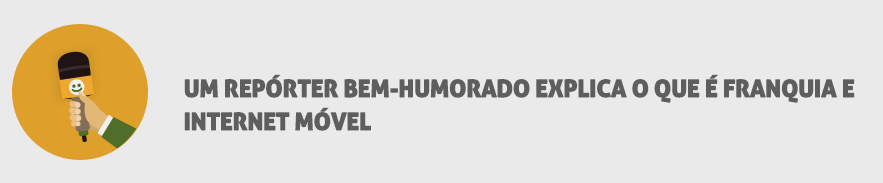 UM REPÓRTER BEM-HUMORADO EXPLICA O QUE É FRANQUIA E
INTERNET MÓVEL